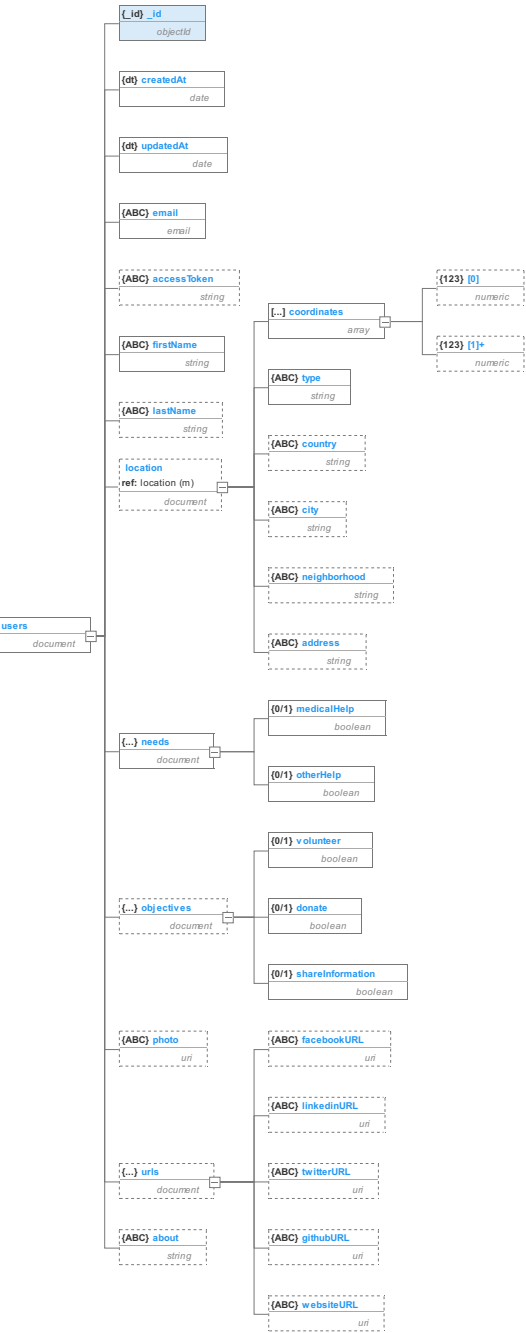 {_id} _id
objectId
{dt} createdAt
date
{dt} updatedAt
date
{ABC} email
email
{ABC} accessToken
string
{ABC} firstName
string
{ABC} lastName
string
location
ref: location (m)
document
[...] coordinates
array
{123} [0]
numeric
{123} [1]+
numeric
{ABC} type
string
{ABC} country
string
{ABC} city
string
{ABC} neighborhood
string
{ABC} address
string
users
document
{...} needs
document
{0/1} medicalHelp
boolean
{0/1} otherHelp
boolean
{...} objectives
document
{0/1} volunteer
boolean
{0/1} donate
boolean
{0/1} shareInformation
boolean
{ABC} photo
uri
{...} urls
document
{ABC} facebookURL
uri
{ABC} linkedinURL
uri
{ABC} twitterURL
uri
{ABC} githubURL
uri
{ABC} websiteURL
uri
{ABC} about
string